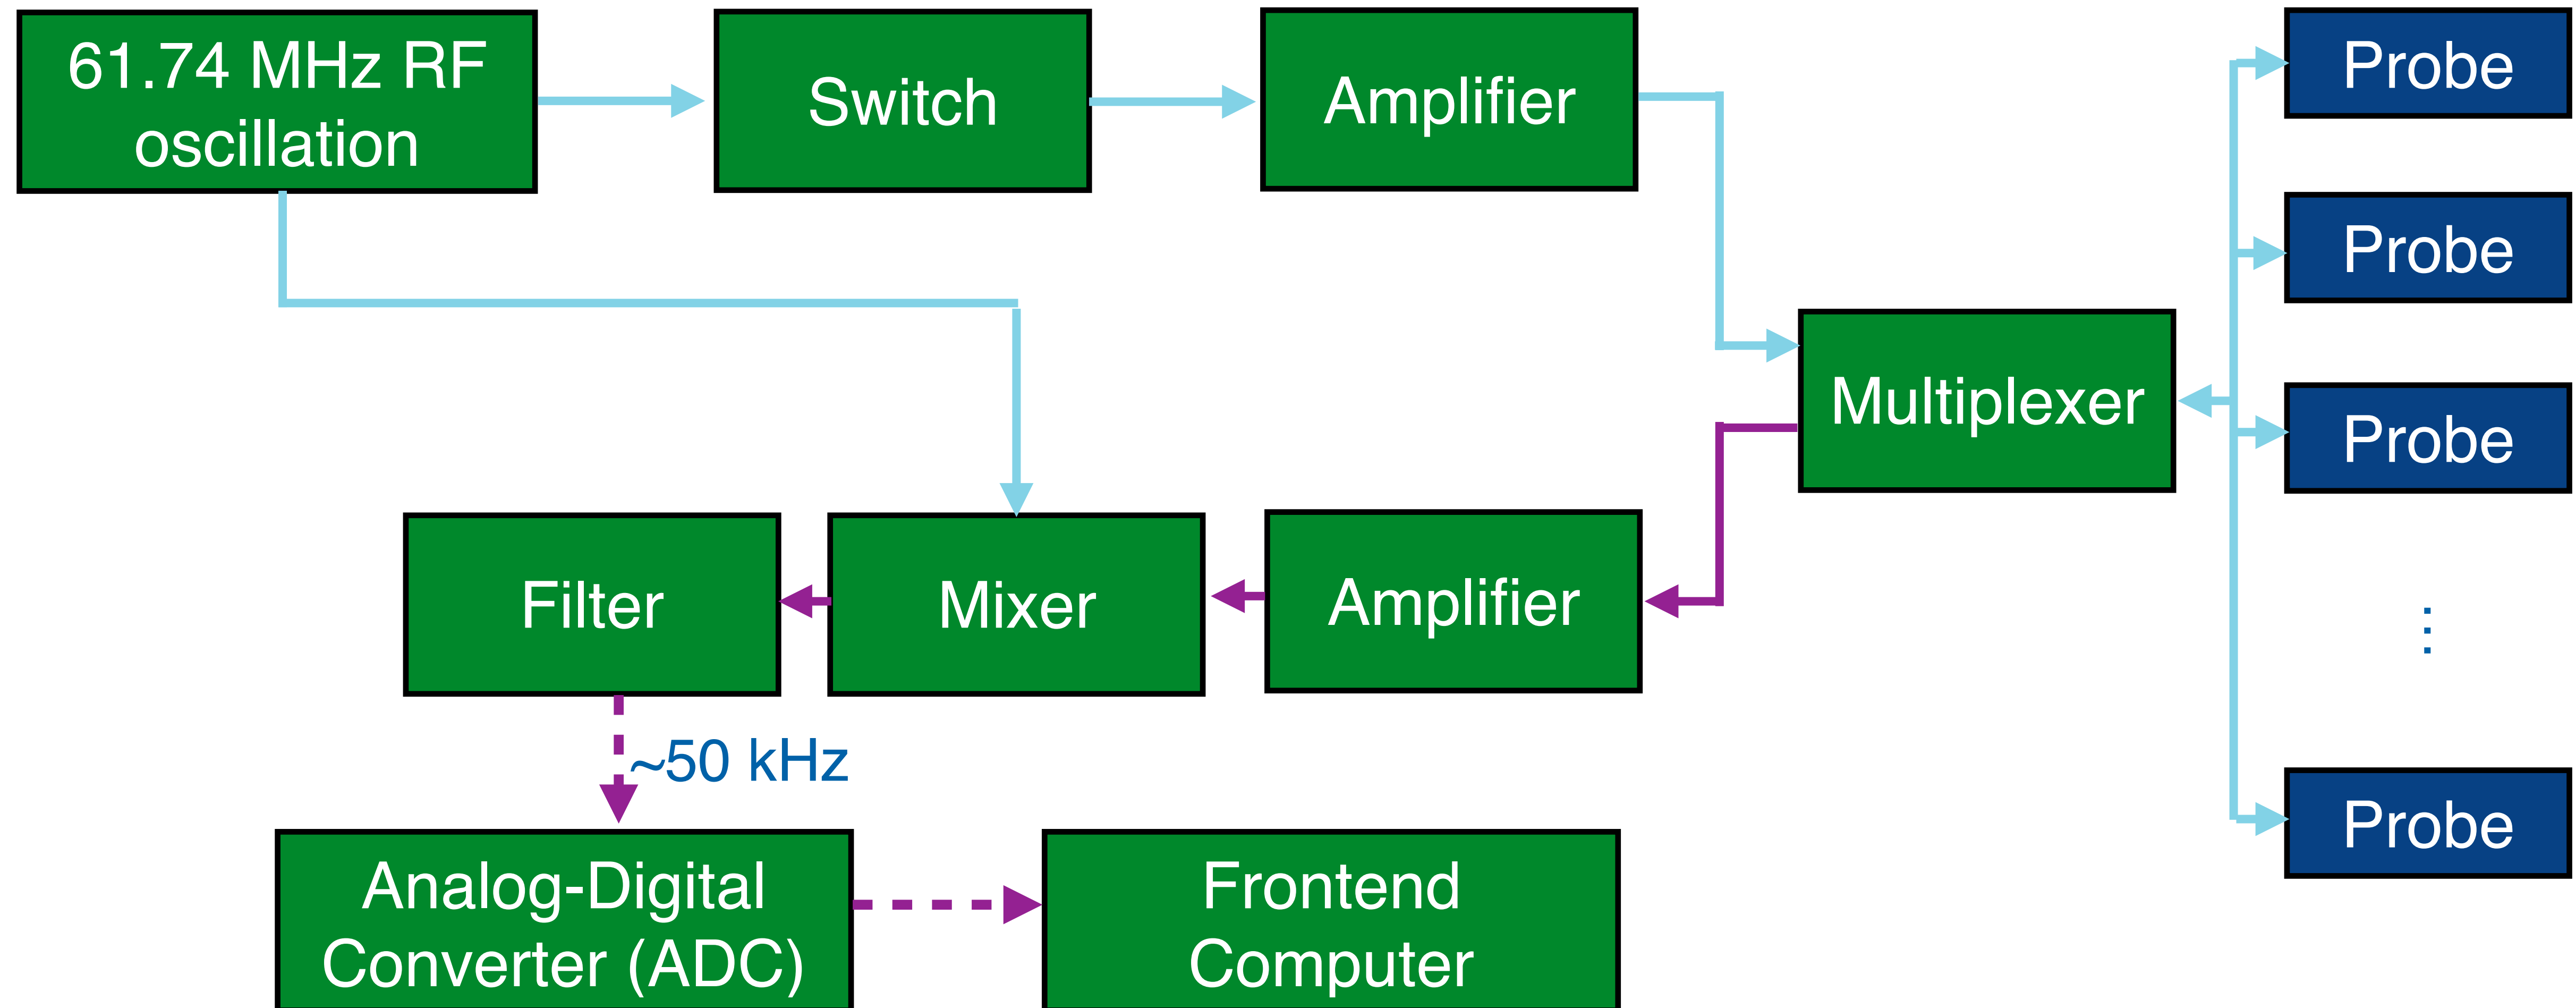 61.74 MHz RF
oscillation
Switch
Amplifier
Probe
Probe
Multiplexer
Probe
Filter
Mixer
Amplifier
⋮
~50 kHz
Probe
Analog-Digital
Converter (ADC)
Frontend
Computer